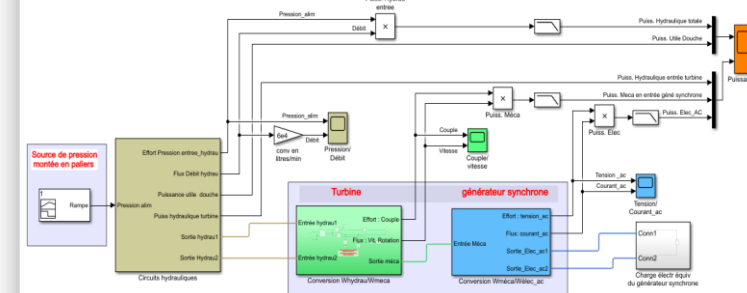 entree
Pression_alim
Débit
×
Puiss. Hydraulique totale
Puiss. Utile Douche
Puiss. Hydraulique entrée turbine
Puiss. Meca en entrée géné synchrone
Puiss. Elec_AC
×
Puiss. Méca
×
Puiss. Elec
Pression_alim
6e4
Débit
conv en
litres/min
Pression/
Débit
Couple
Vitesse
Couple/
vitesse
Tension _ac
Courant_ac
Tension/
Courant_ac
Source de pression
montée en paliers
1
Rampe
Pression alim
Effort Pression entree_hydrau
Flux Débit hydrau
Puissance utile douche
Puiss hydraulique turbine
Sortie hydrau1
Sortie Hydrau2
Circuits hydrauliques
Turbine
Entrée hydrau1
Entrée hydrau2
Effort : Couple
Flux : Vit. Rotation
Sortie méca
Conversion Whydrau/Wmeca
générateur synchrone
Entrée Méca
Effort : tension_ac
Flux: courant_ac
Sortie_Elec_ac1
Sortie_Elec_ac2
Conversion Wméca/Wélec_ac
Conn1
Conn2
Charge électr équiv
du générateur synchrone